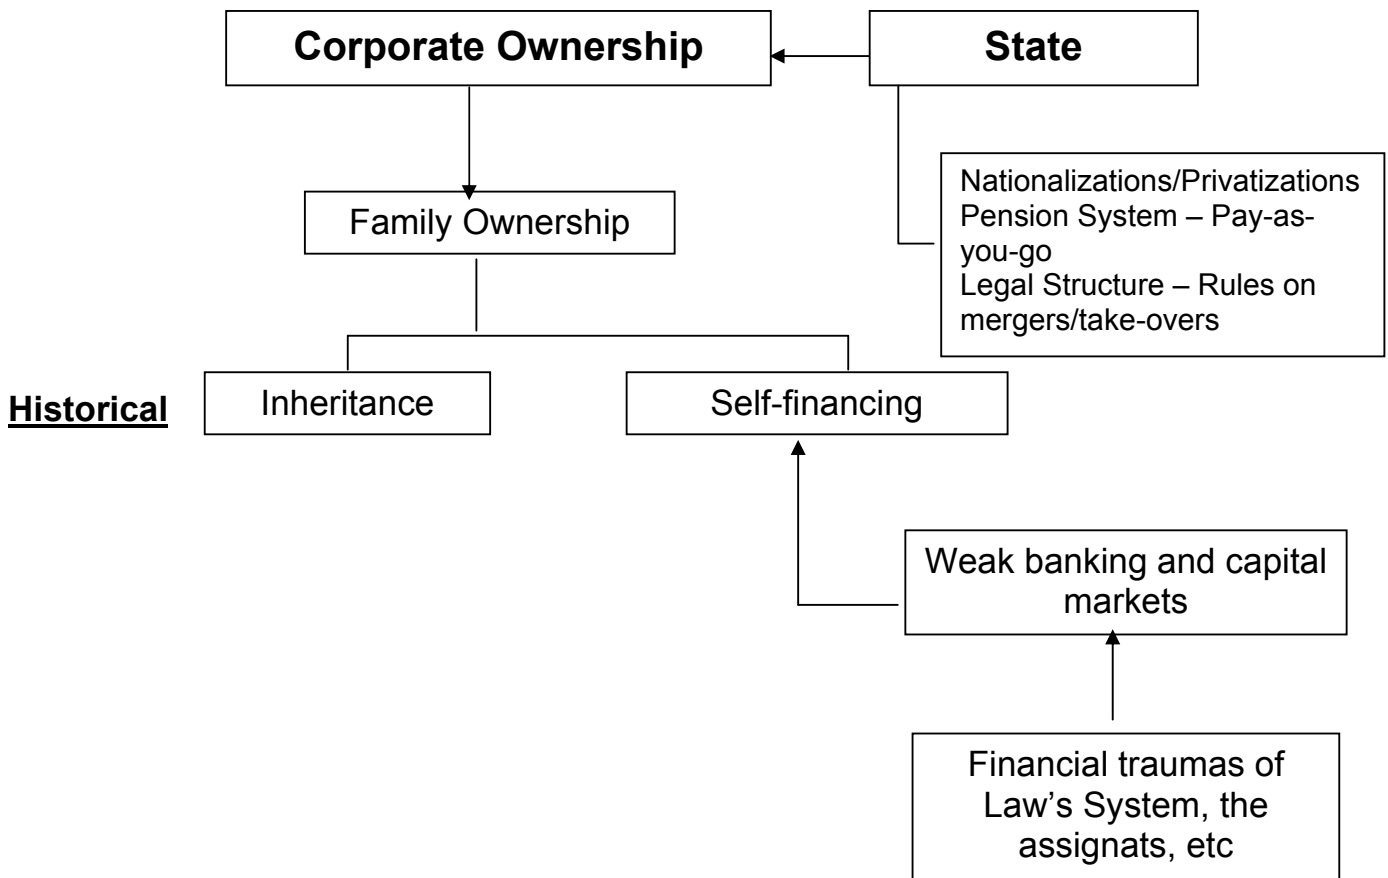 Corporate Ownership
State
Nationalizations/Privatizations
Pension System – Pay-as-
you-go
Legal Structure – Rules on
mergers/take-overs
Family Ownership
Historical
Inheritance
Self-financing
Weak banking and capital
markets
Financial traumas of
Law’s System, the
assignats, etc